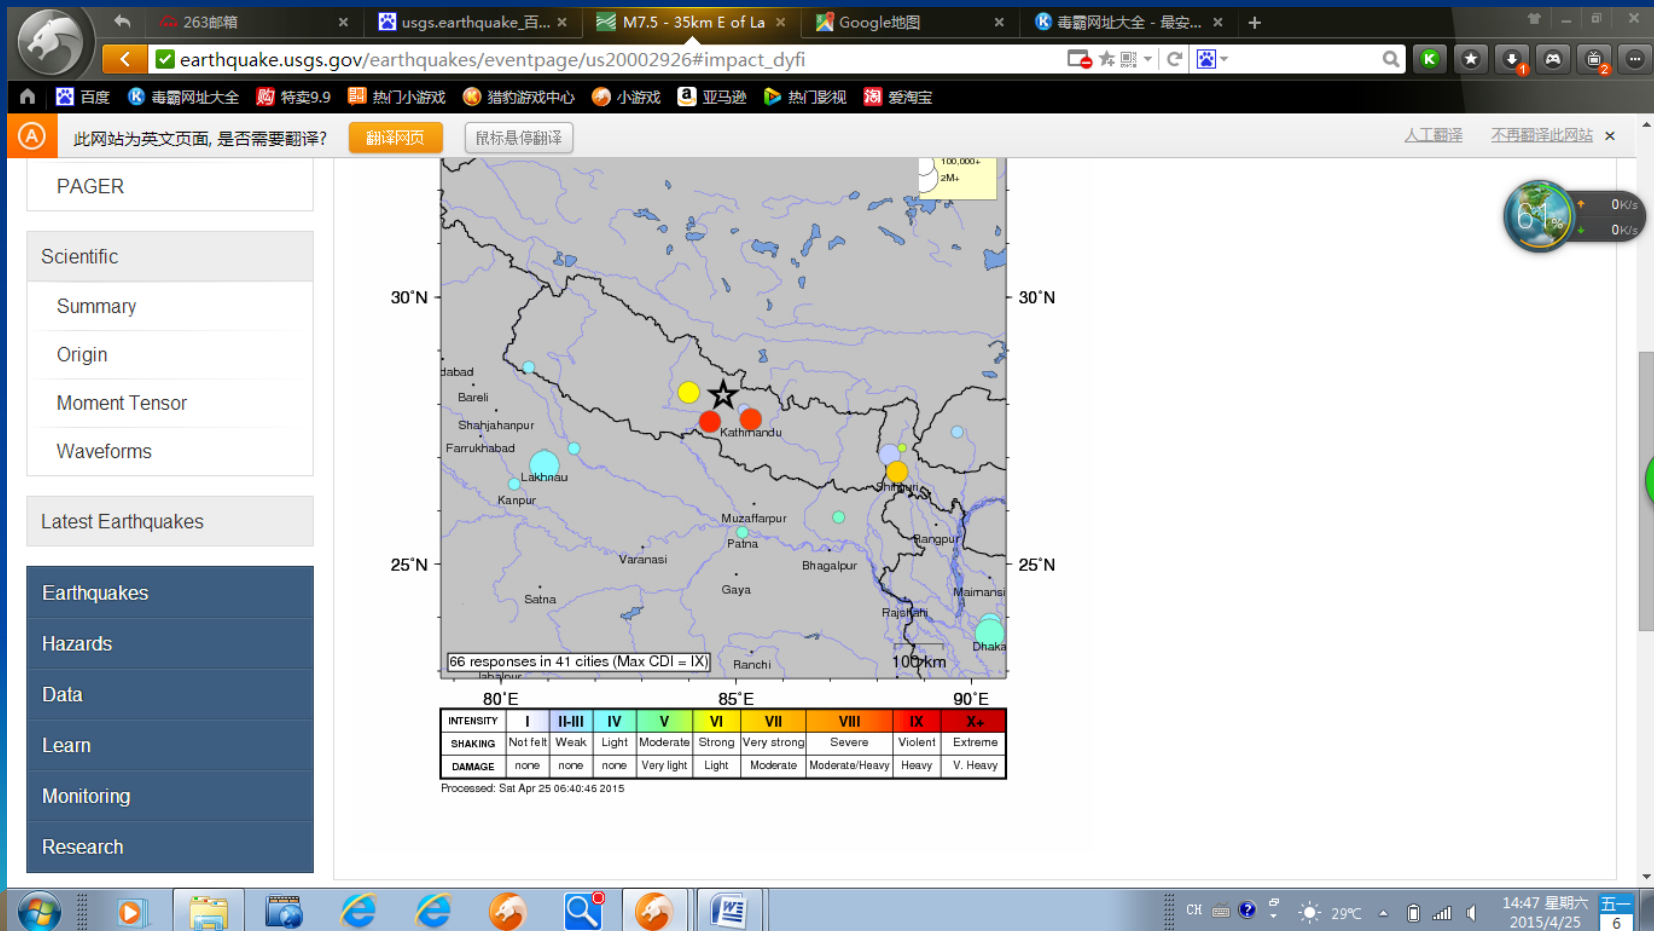 263邮箱
usgs.earthquake_百...
M7.5 - 35km E of La
Google地图
毒霸网址大全 - 最安...
earthquake.usgs.gov/earthquakes/eventpage/us20002926#impact_dyfi
1
2
百度
毒霸网址大全
特卖9.9
热门小游戏
猎豹游戏中心
小游戏
亚马逊
热门影视
爱淘宝
此网站为英文页面, 是否需要翻译?
翻译网页
鼠标悬停翻译
人工翻译
不再翻译此网站
PAGER
Scientific
Summary
Origin
Moment Tensor
Waveforms
Latest Earthquakes
Earthquakes
Hazards
Data
Learn
Monitoring
Research
100,000+
2M+
61%
0K/s
0K/s
30°N
30°N
dabad
Bareli
Shahjahanpur
Farrukhabad
Lakhnau
Kanpur
Kathmandu
Shiliguri
Muzaffarpur
Patna
Rangpur
25°N
25°N
Varanasi
Bhagalpur
Gaya
Satna
Maimansi
Rajshahi
Dhaka
66 responses in 41 cities (Max CDI = IX)
Ranchi
100 km
Jabalpur
80°E
85°E
90°E
INTENSITY I II-III IV V VI VII VIII IX X+
SHAKING Not felt Weak Light Moderate Strong Very strong Severe Violent Extreme
DAMAGE none none none Very light Light Moderate Moderate/Heavy Heavy V. Heavy
Processed: Sat Apr 25 06:40:46 2015
CH
29℃
14:47 星期六
2015/4/25
五一
6